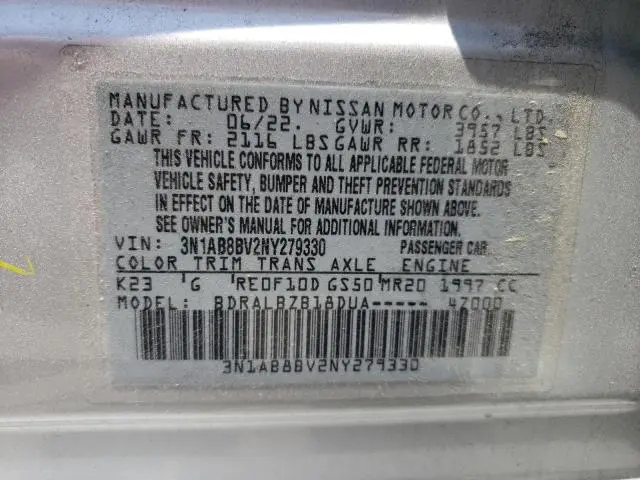 MANUFACTURED BY NISSAN MOTOR CO., LTD.
DATE: 06/22. GVWR: 3957 LBS
GAWR FR: 2116 LBS GAWR RR: 1852 LBS
THIS VEHICLE CONFORMS TO ALL APPLICABLE FEDERAL MOTOR
VEHICLE SAFETY, BUMPER AND THEFT PREVENTION STANDARDS
IN EFFECT ON THE DATE OF MANUFACTURE SHOWN ABOVE.
SEE OWNER'S MANUAL FOR ADDITIONAL INFORMATION.
VIN: 3N1AB8BV2NY279330 PASSENGER CAR
COLOR TRIM TRANS AXLE ENGINE
K23 G RE0F10D GS50 MR20 1997 CC
MODEL: BDRALBZB18DUA----- 4Z000
3N1AB8BV2NY279330